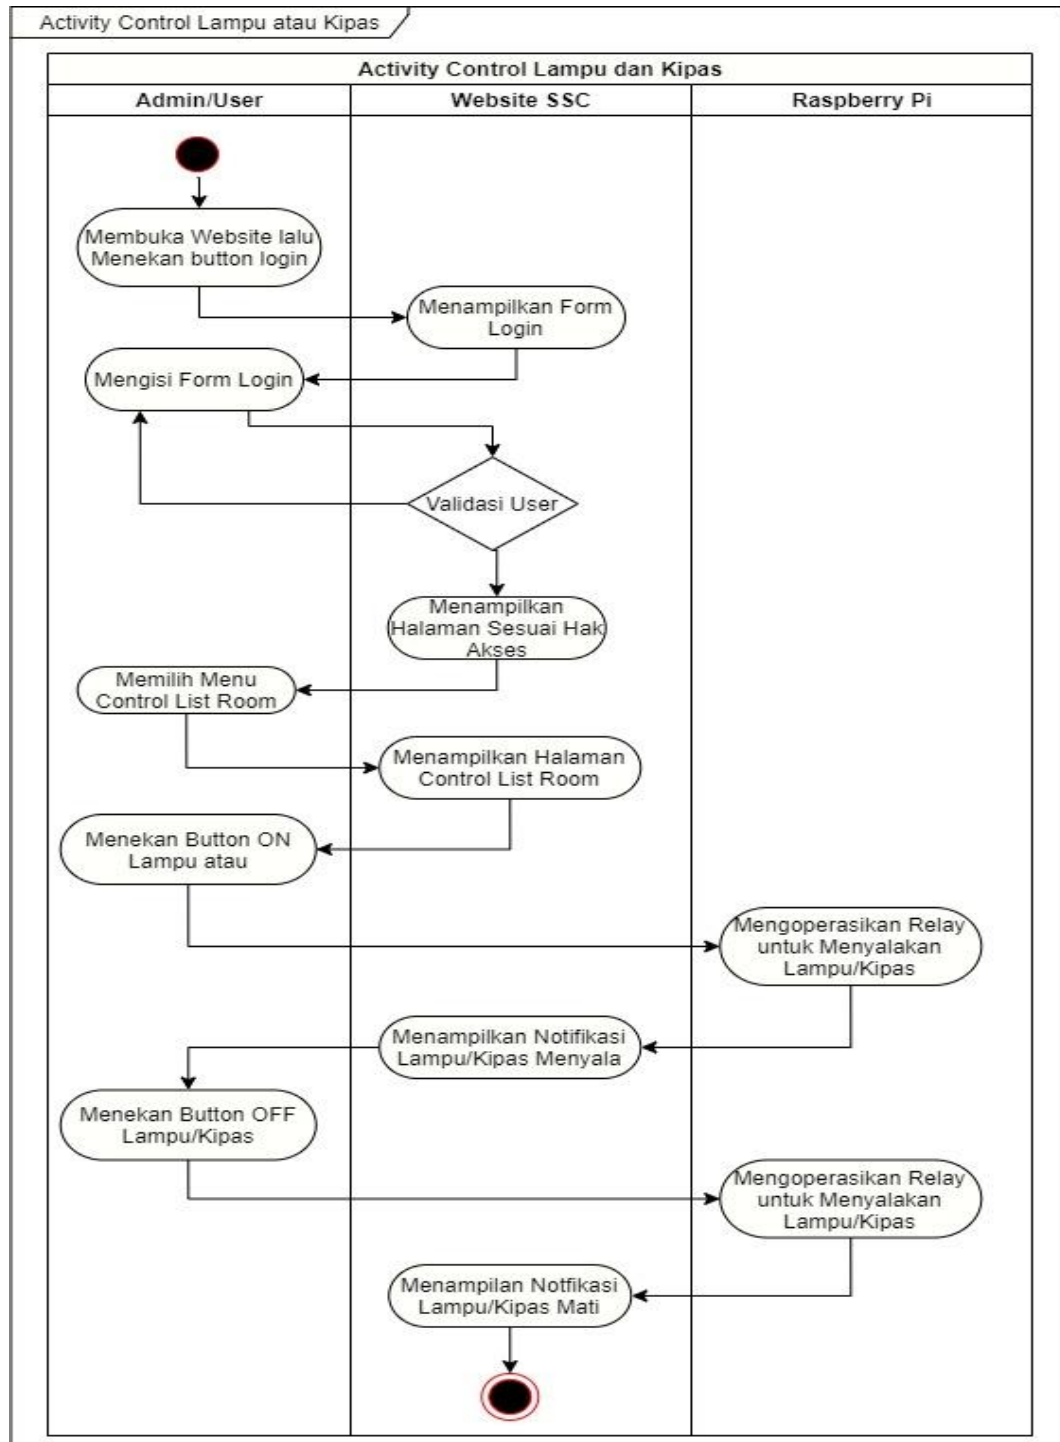 Activity Control Lampu atau Kipas
Activity Control Lampu dan Kipas
Admin/User
Website SSC
Raspberry Pi
Membuka Website lalu
Menekan button login
Menampilkan Form
Login
Mengisi Form Login
Validasi User
Menampilkan
Halaman Sesuai Hak
Akses
Memilih Menu
Control List Room
Menampilkan Halaman
Control List Room
Menekan Button ON
Lampu atau
Mengoperasikan Relay
untuk Menyalakan
Lampu/Kipas
Menampilkan Notifikasi
Lampu/Kipas Menyala
Menekan Button OFF
Lampu/Kipas
Mengoperasikan Relay
untuk Menyalakan
Lampu/Kipas
Menampilan Notfikasi
Lampu/Kipas Mati